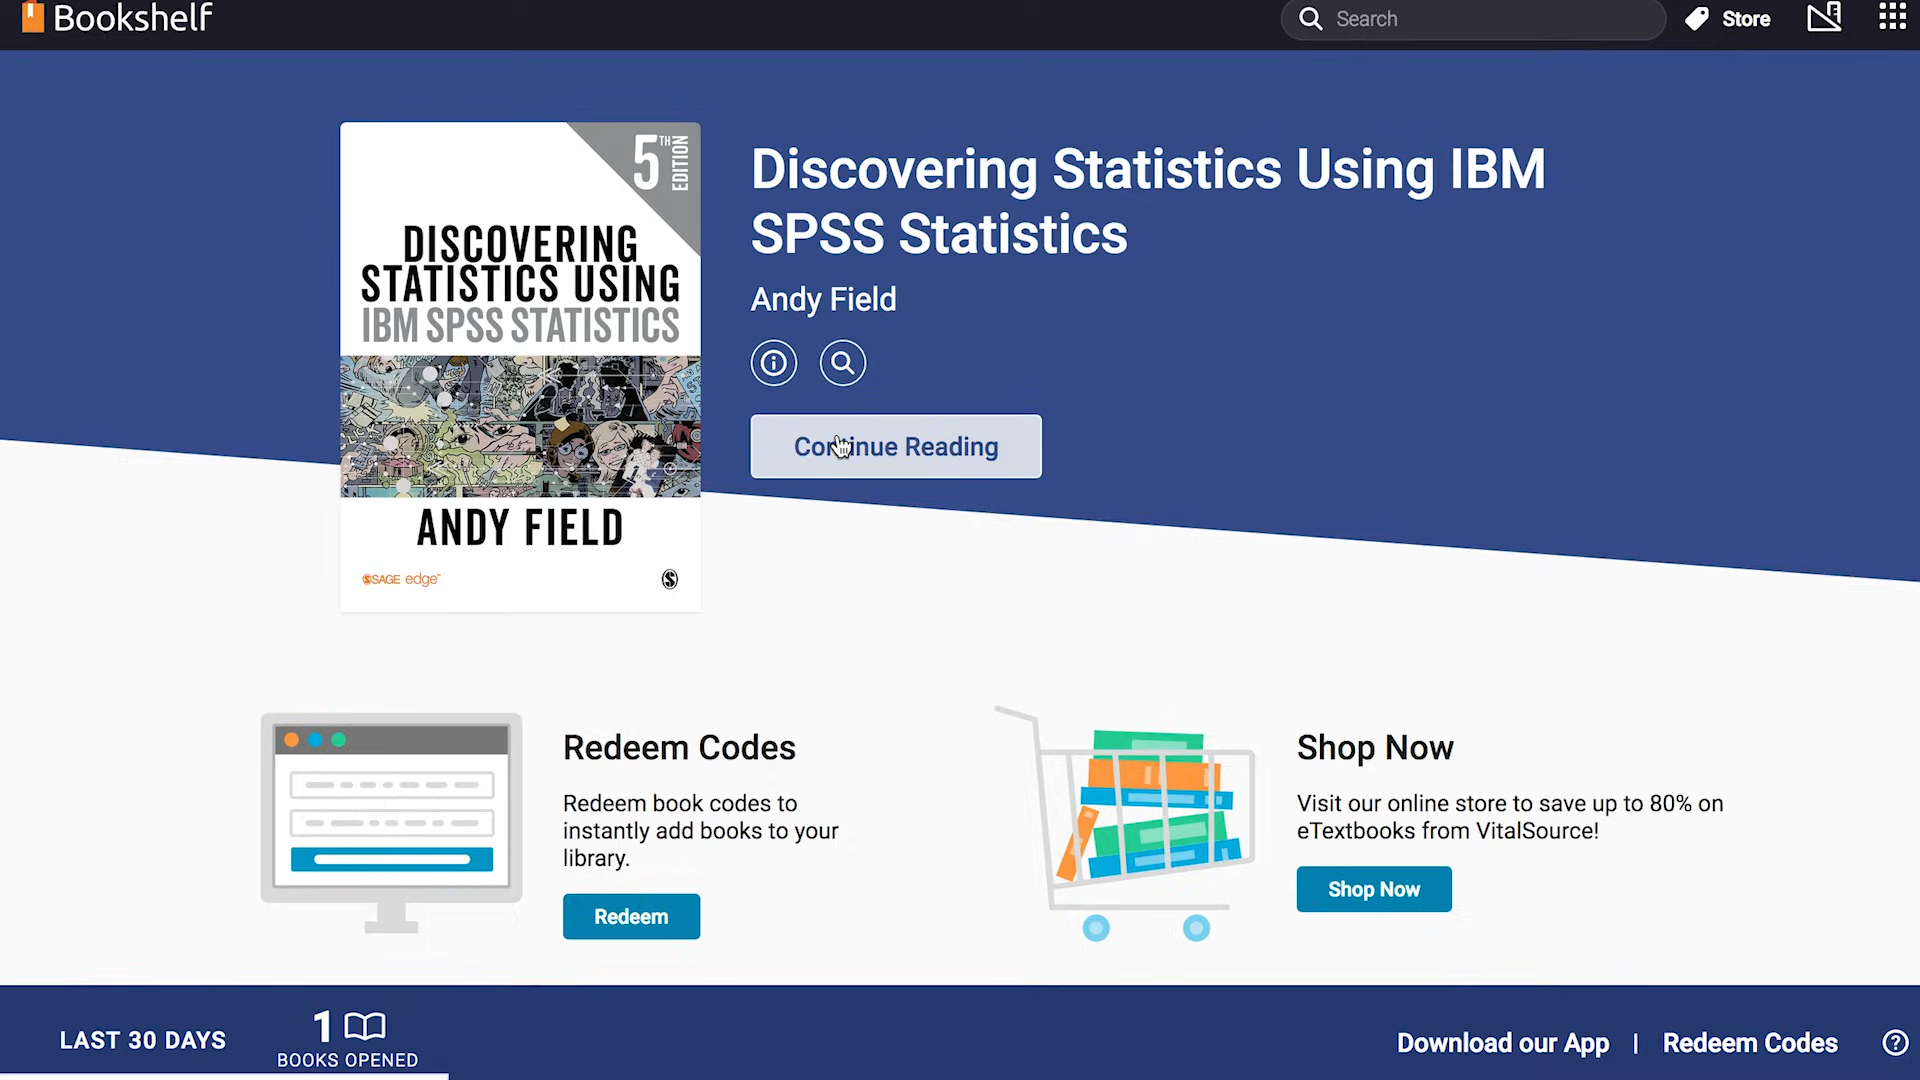 Bookshelf
Search
Store
5TH EDITION
DISCOVERING
STATISTICS USING
IBM SPSS STATISTICS
ANDY FIELD
SAGE edge™
Discovering Statistics Using IBM
SPSS Statistics
Andy Field
Continue Reading
Redeem Codes
Redeem book codes to
instantly add books to your
library.
Redeem
Shop Now
Visit our online store to save up to 80% on
eTextbooks from VitalSource!
Shop Now
LAST 30 DAYS
1
BOOKS OPENED
Download our App | Redeem Codes